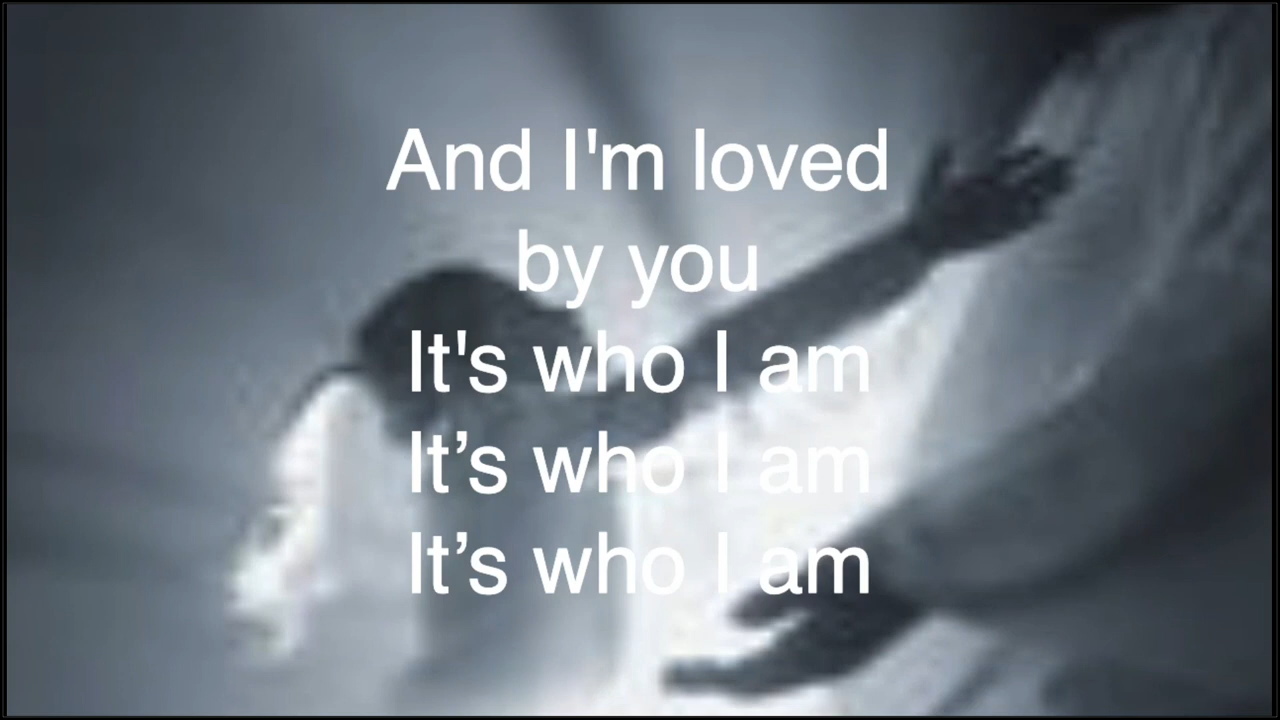 And I'm loved
by you
It's who I am
It’s who I am
It’s who I am